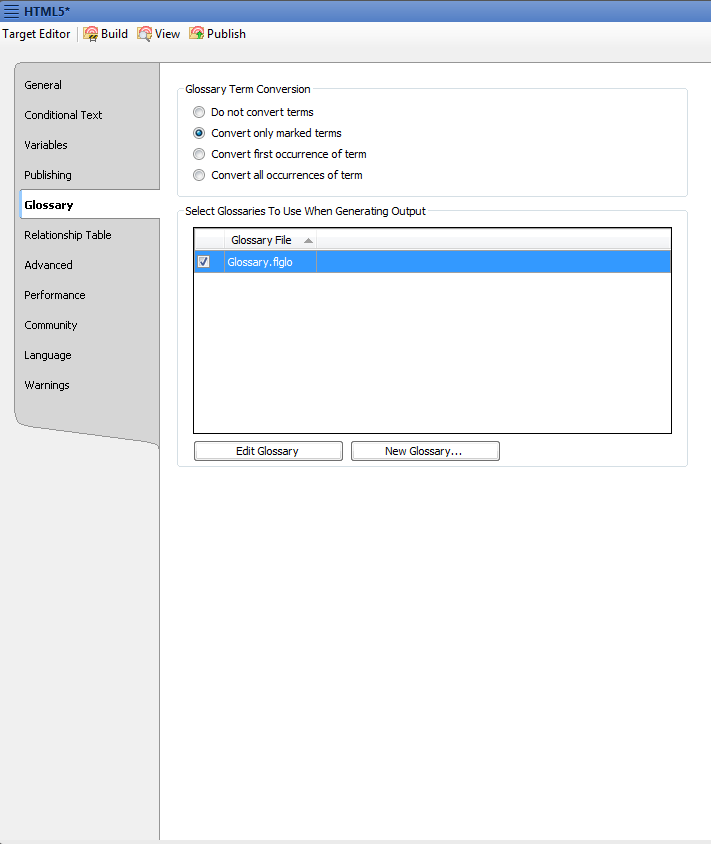 HTML5*
Target Editor Build View Publish
General
Conditional Text
Variables
Publishing
Glossary
Relationship Table
Advanced
Performance
Community
Language
Warnings
Glossary Term Conversion
Do not convert terms
Convert only marked terms
Convert first occurrence of term
Convert all occurrences of term
Select Glossaries To Use When Generating Output
Glossary File
Glossary.flglo
Edit Glossary New Glossary...